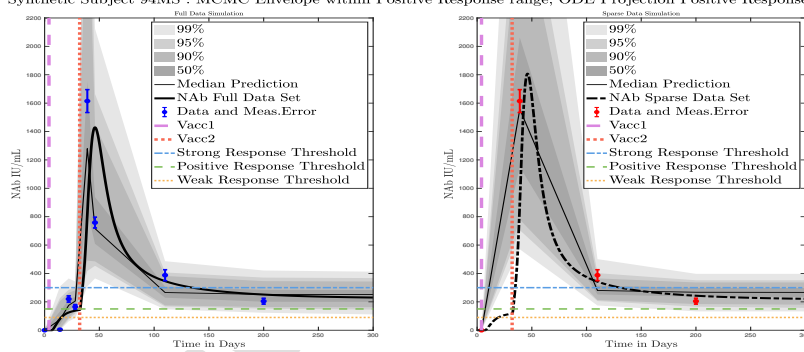 Synthetic Subject 94MS : MCMC Envelope within Positive Response range, ODE Projection Positive Response
Full Data Simulation
NAb IU/mL
2200
2000
1800
1600
1400
1200
1000
800
600
400
200
0
0 50 100 150 200 250 300
Time in Days
99%
95%
90%
50%
Median Prediction
NAb Full Data Set
Data and Meas.Error
Vacc1
Vacc2
Strong Response Threshold
Positive Response Threshold
Weak Response Threshold
Sparse Data Simulation
NAb IU/mL
2200
2000
1800
1600
1400
1200
1000
800
600
400
200
0
0 50 100 150 200 250 300
Time in Days
99%
95%
90%
50%
Median Prediction
NAb Sparse Data Set
Data and Meas.Error
Vacc1
Vacc2
Strong Response Threshold
Positive Response Threshold
Weak Response Threshold